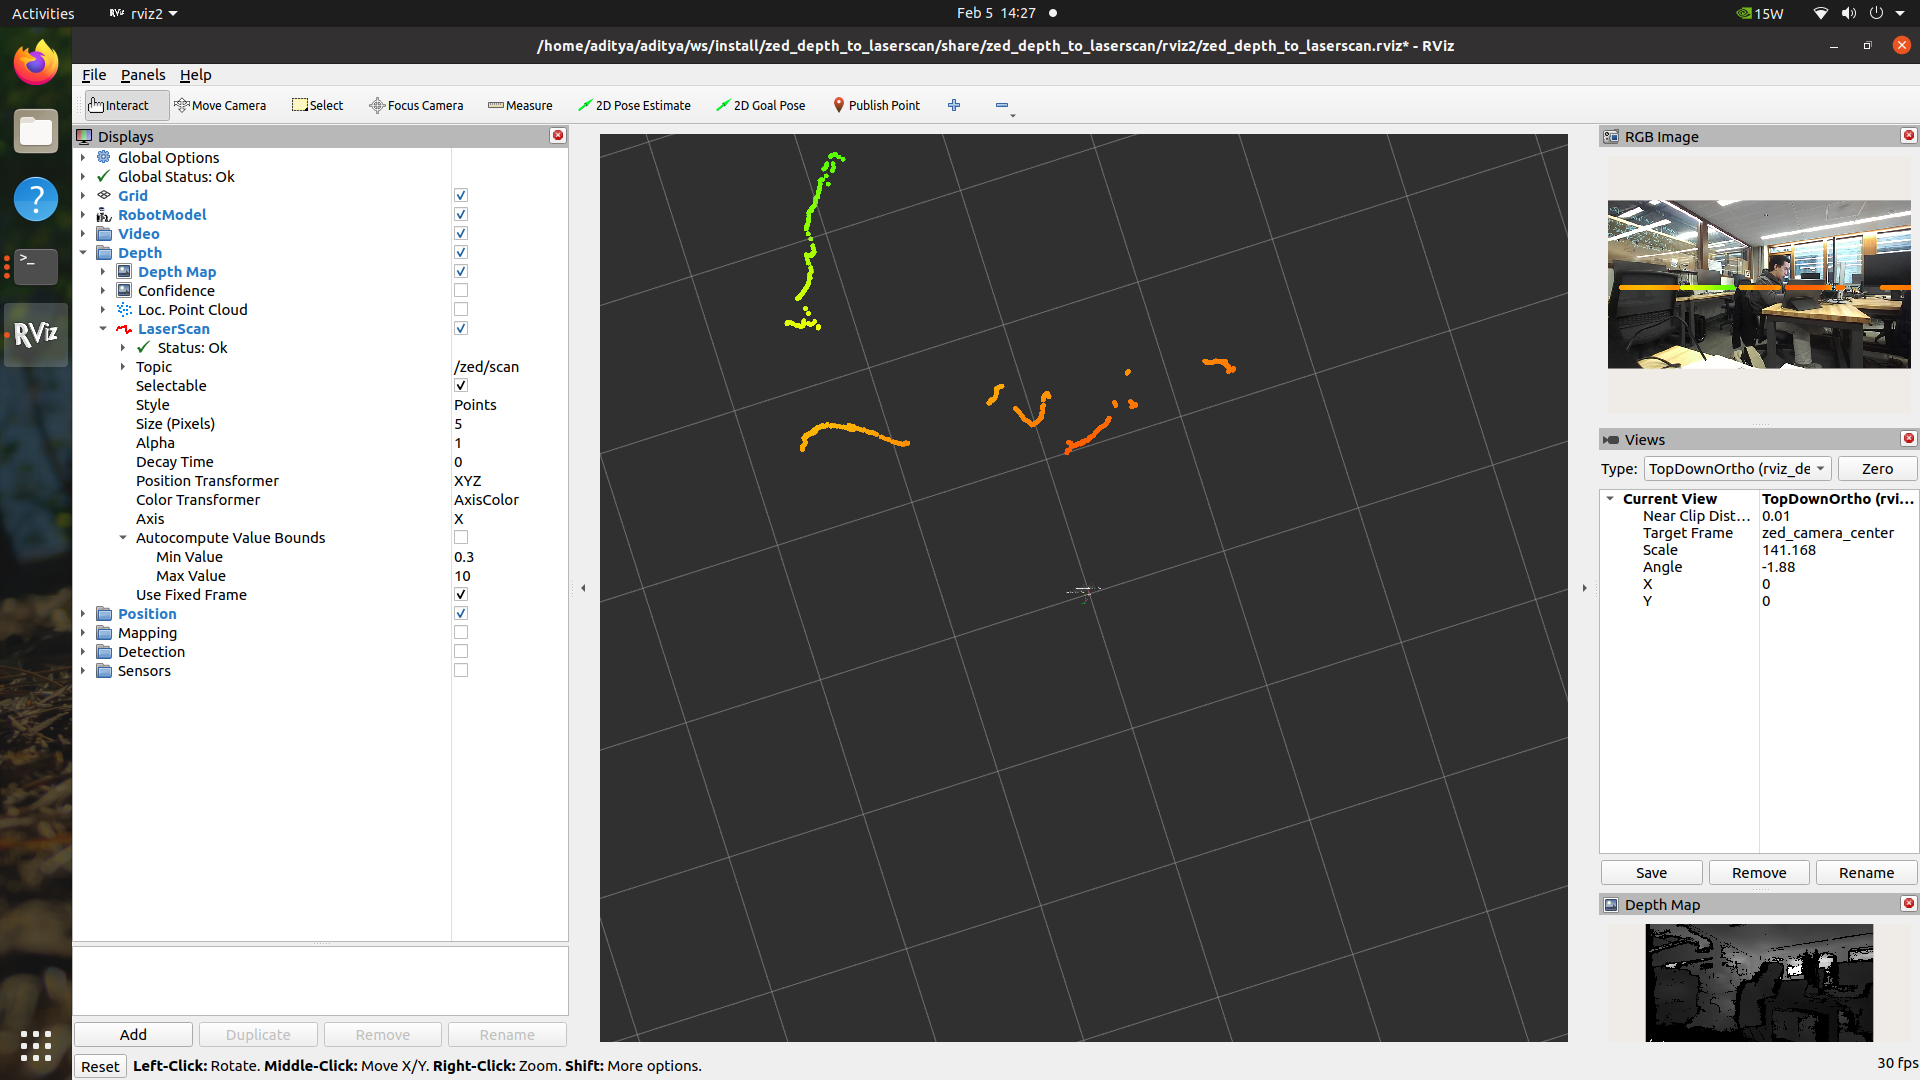 Activities
RViz
rviz2
Feb 5 14:27
15W
/home/aditya/aditya/ws/install/zed_depth_to_laserscan/share/zed_depth_to_laserscan/rviz2/zed_depth_to_laserscan.rviz* - RViz
File Panels Help
Interact Move Camera Select Focus Camera Measure 2D Pose Estimate 2D Goal Pose Publish Point
Displays
Global Options
Global Status: Ok
Grid
RobotModel
Video
Depth
Depth Map
Confidence
Loc. Point Cloud
LaserScan
Status: Ok
Topic /zed/scan
Selectable
Style Points
Size (Pixels) 5
Alpha 1
Decay Time 0
Position Transformer XYZ
Color Transformer AxisColor
Axis X
Autocompute Value Bounds
Min Value 0.3
Max Value 10
Use Fixed Frame
Position
Mapping
Detection
Sensors
Add Duplicate Remove Rename
Reset Left-Click: Rotate. Middle-Click: Move X/Y. Right-Click: Zoom. Shift: More options.
RViz
RGB Image
Views
Type: TopDownOrtho (rviz_de Zero
Current View TopDownOrtho (rvi...
Near Clip Dist... 0.01
Target Frame zed_camera_center
Scale 141.168
Angle -1.88
X 0
Y 0
Save Remove Rename
Depth Map
30 fps